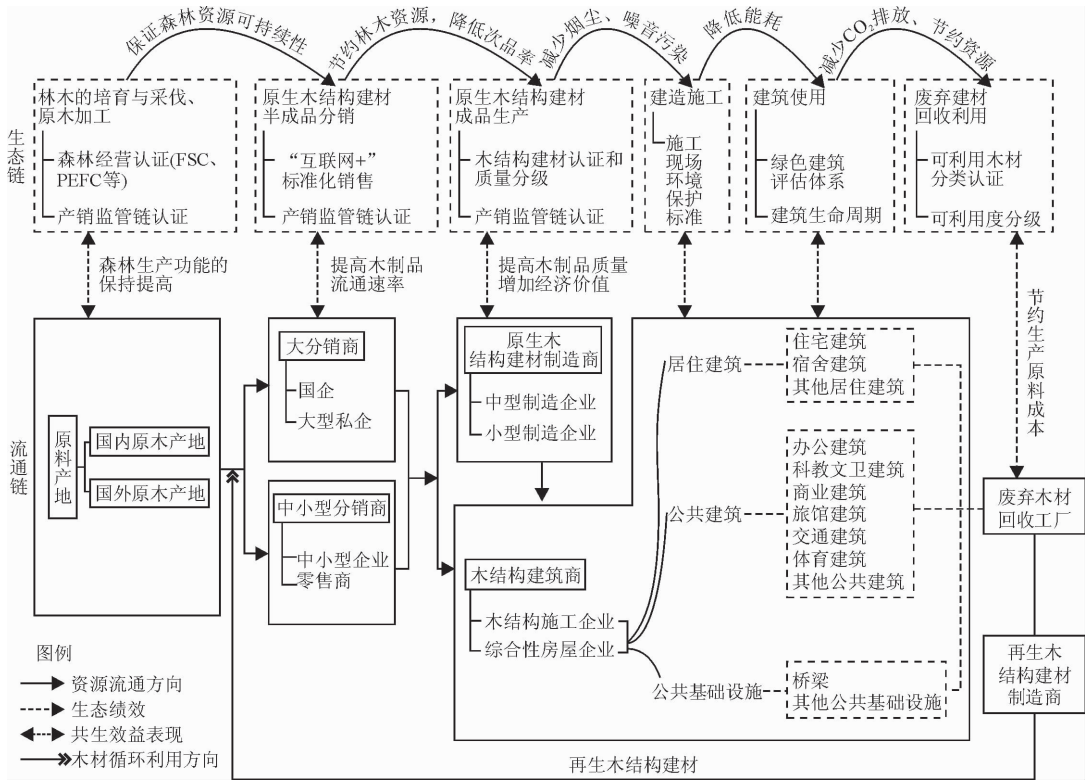 保证森林资源可持续性
节约林木资源，降低次品率
减少烟尘、噪音污染
降低能耗
减少CO₂排放、节约资源
生态链
林木的培育与采伐、
原木加工
森林经营认证(FSC、
PEFC等)
产销监管链认证
原生木结构建材
半成品分销
“互联网+”
标准化销售
产销监管链认证
原生木结构建材
成品生产
木结构建材认证和
质量分级
产销监管链认证
建造施工
施工
现场
环境
保护
标准
建筑使用
绿色建筑
评估体系
建筑生命周期
废弃建材
回收利用
可利用木材
分类认证
可利用度分级
森林生产功能的
保持提高
提高木制品
流通速率
提高木制品质量
增加经济价值
节约生产原料成本
流通链
原料产地
国内原木产地
国外原木产地
大分销商
国企
大型私企
中小型分销商
中小型企业
零售商
原生木
结构建材制造商
中型制造企业
小型制造企业
木结构建筑商
木结构施工企业
综合性房屋企业
居住建筑
住宅建筑
宿舍建筑
其他居住建筑
公共建筑
办公建筑
科教文卫建筑
商业建筑
旅馆建筑
交通建筑
体育建筑
其他公共建筑
公共基础设施
桥梁
其他公共基础设施
废弃木材
回收工厂
再生木
结构建材
制造商
再生木结构建材
图例
资源流通方向
生态绩效
共生效益表现
木材循环利用方向